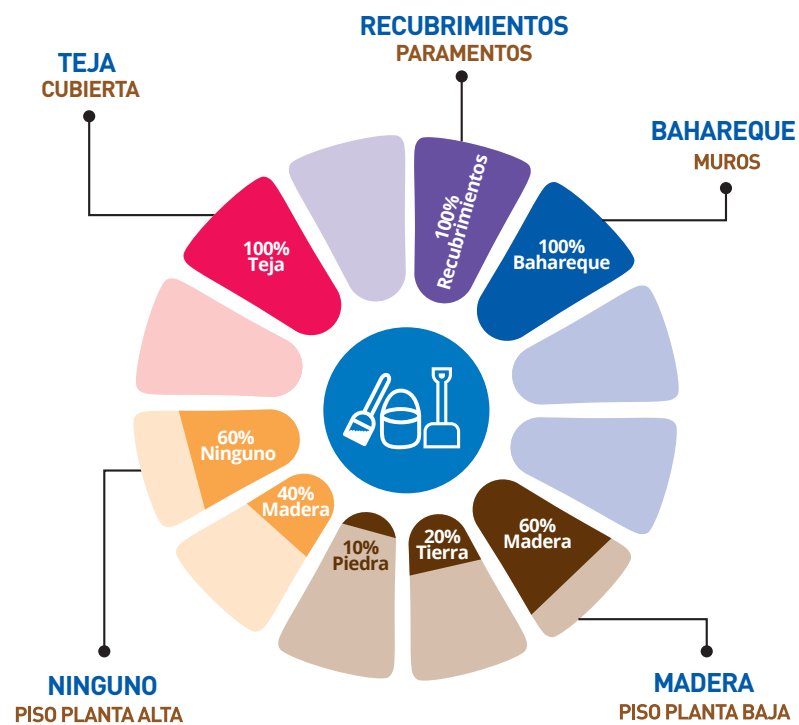 RECUBRIMIENTOS
PARAMENTOS
TEJA
CUBIERTA
BAHAREQUE
MUROS
100%
Recubrimientos
100%
Teja
100%
Bahareque
60%
Ninguno
40%
Madera
10%
Piedra
20%
Tierra
60%
Madera
NINGUNO
PISO PLANTA ALTA
MADERA
PISO PLANTA BAJA